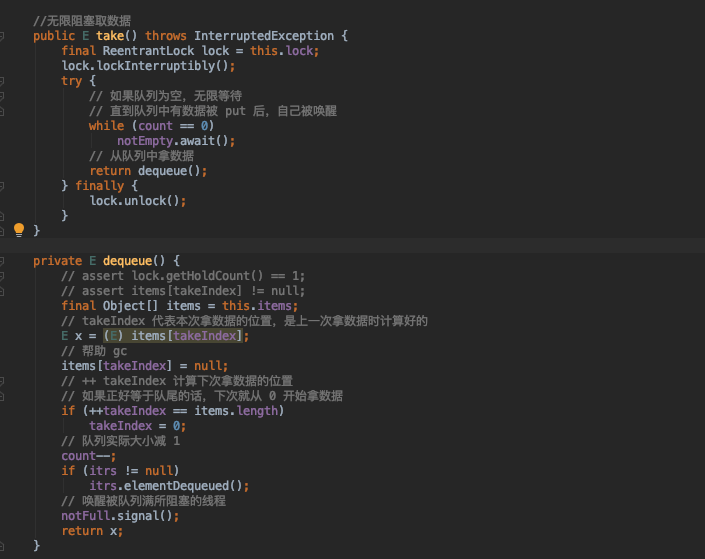 //无限阻塞取数据
public E take() throws InterruptedException {
final ReentrantLock lock = this.lock;
lock.lockInterruptibly();
try {
// 如果队列为空，无限等待
// 直到队列中有数据被 put 后，自己被唤醒
while (count == 0)
notEmpty.await();
// 从队列中拿数据
return dequeue();
} finally {
lock.unlock();
}
}
private E dequeue() {
// assert lock.getHoldCount() == 1;
// assert items[takeIndex] != null;
final Object[] items = this.items;
// takeIndex 代表本次拿数据的位置，是上一次拿数据时计算好的
E x = (E) items[takeIndex];
// 帮助 gc
items[takeIndex] = null;
// ++ takeIndex 计算下次拿数据的位置
// 如果正好等于队尾的话，下次就从 0 开始拿数据
if (++takeIndex == items.length)
takeIndex = 0;
// 队列实际大小减 1
count--;
if (itrs != null)
itrs.elementDequeued();
// 唤醒被队列满所阻塞的线程
notFull.signal();
return x;
}